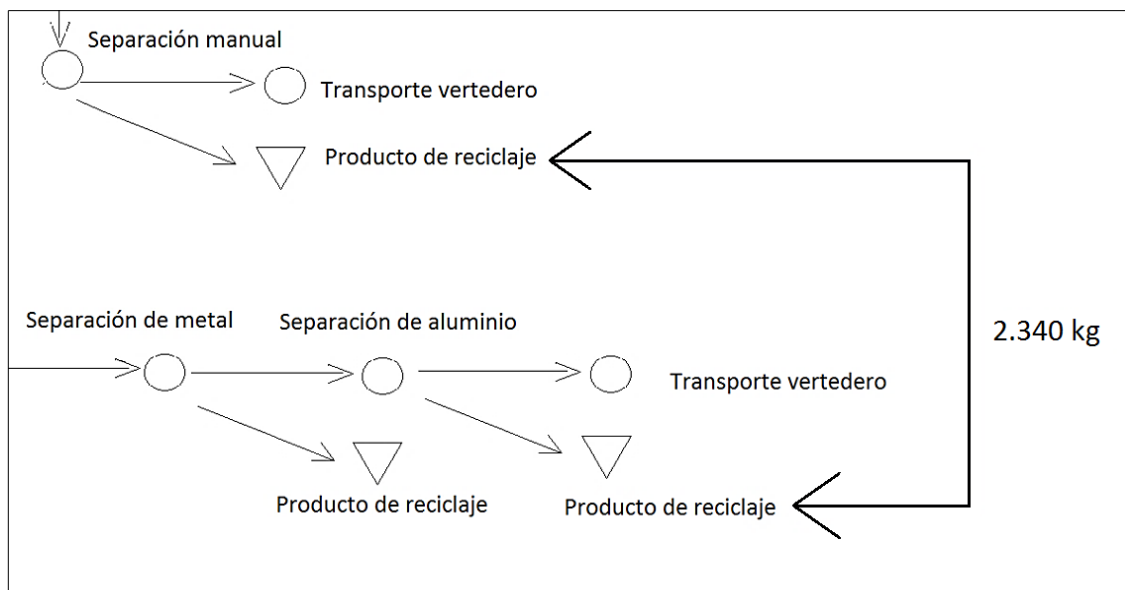 Separación manual
Transporte vertedero
Producto de reciclaje
Separación de metal
Separación de aluminio
2.340 kg
Transporte vertedero
Producto de reciclaje
Producto de reciclaje